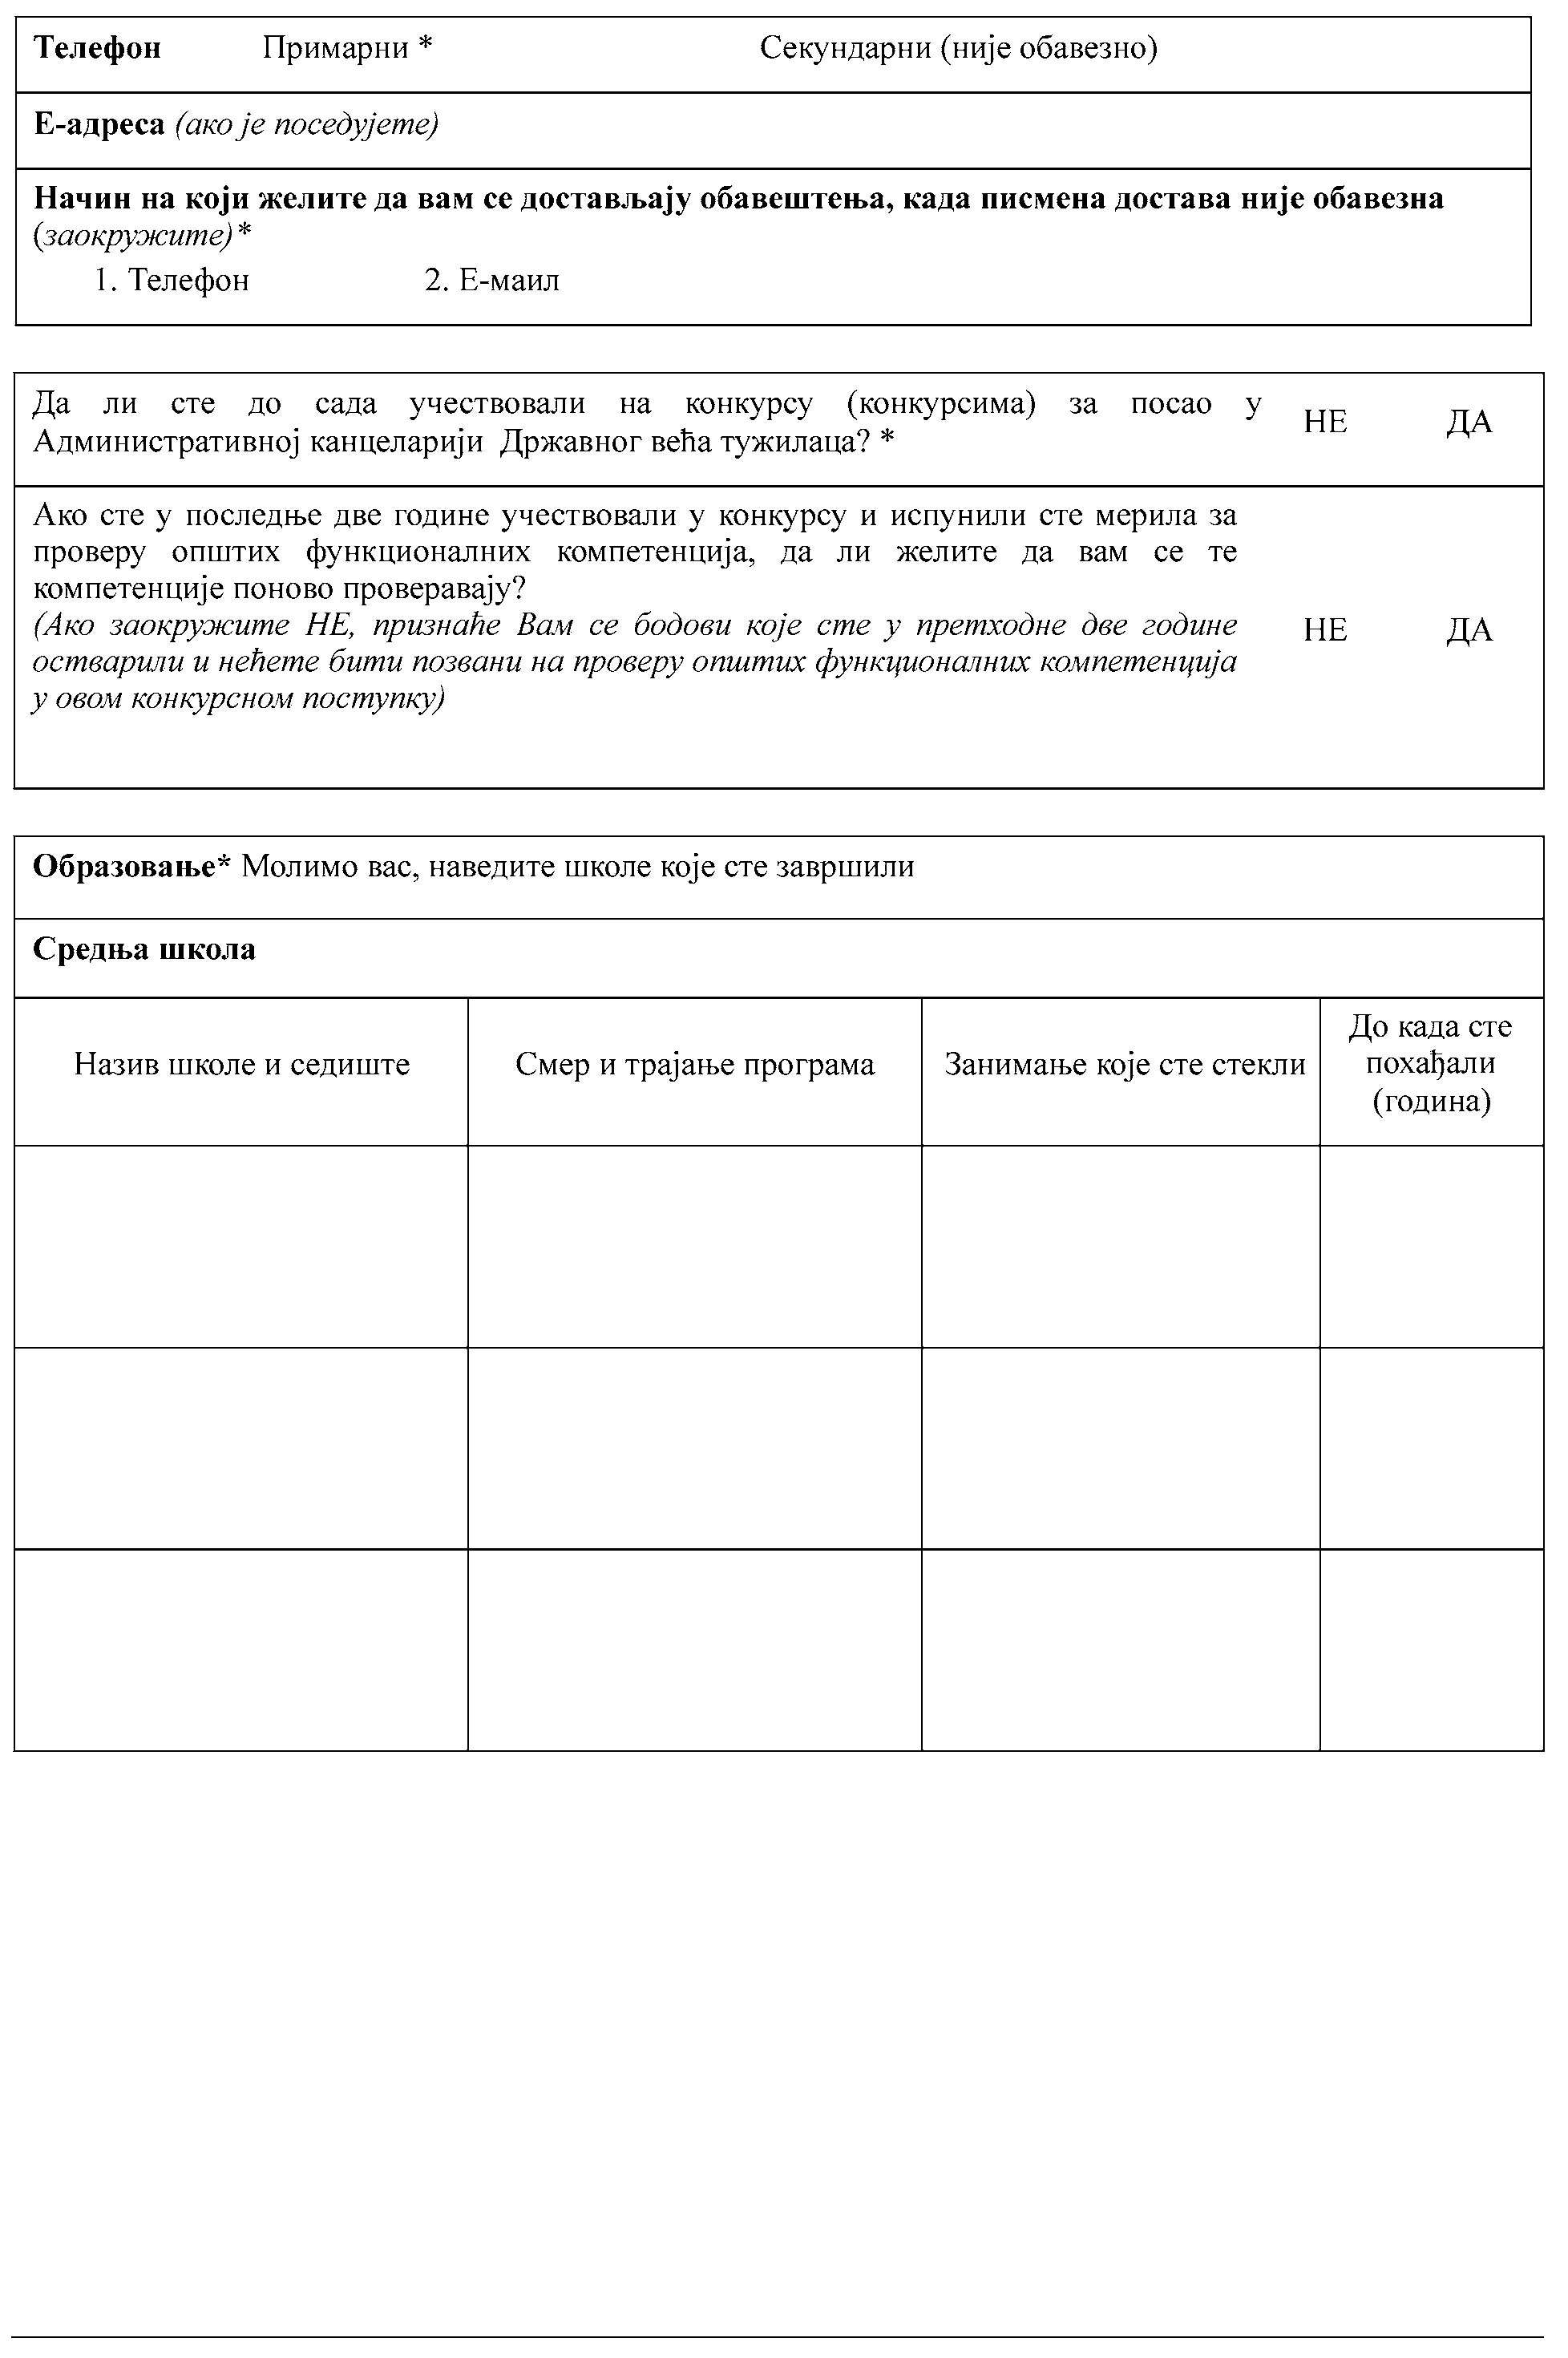 Телефон Примарни * Секундарни (није обавезно)
Е-адреса (ако је поседујете)
Начин на који желите да вам се достављају обавештења, када писмена достава није обавезна
(заокружите)*
1. Телефон 2. Е-маил
Да ли сте до сада учествовали на конкурсу (конкурсима) за посао у
Административној канцеларији Државног већа тужилаца? *
НЕ ДА
Ако сте у последње две године учествовали у конкурсу и испунили сте мерила за
проверу општих функционалних компетенција, да ли желите да вам се те
компетенције поново проверавају?
(Ако заокружите НЕ, признаће Вам се бодови које сте у претходне две године
остварили и нећете бити позвани на проверу општих функционалних компетенција
у овом конкурсном поступку)
НЕ ДА
Образовање* Молимо вас, наведите школе које сте завршили
Средња школа
Назив школе и седиште
Смер и трајање програма
Занимање које сте стекли
До када сте
похађали
(година)